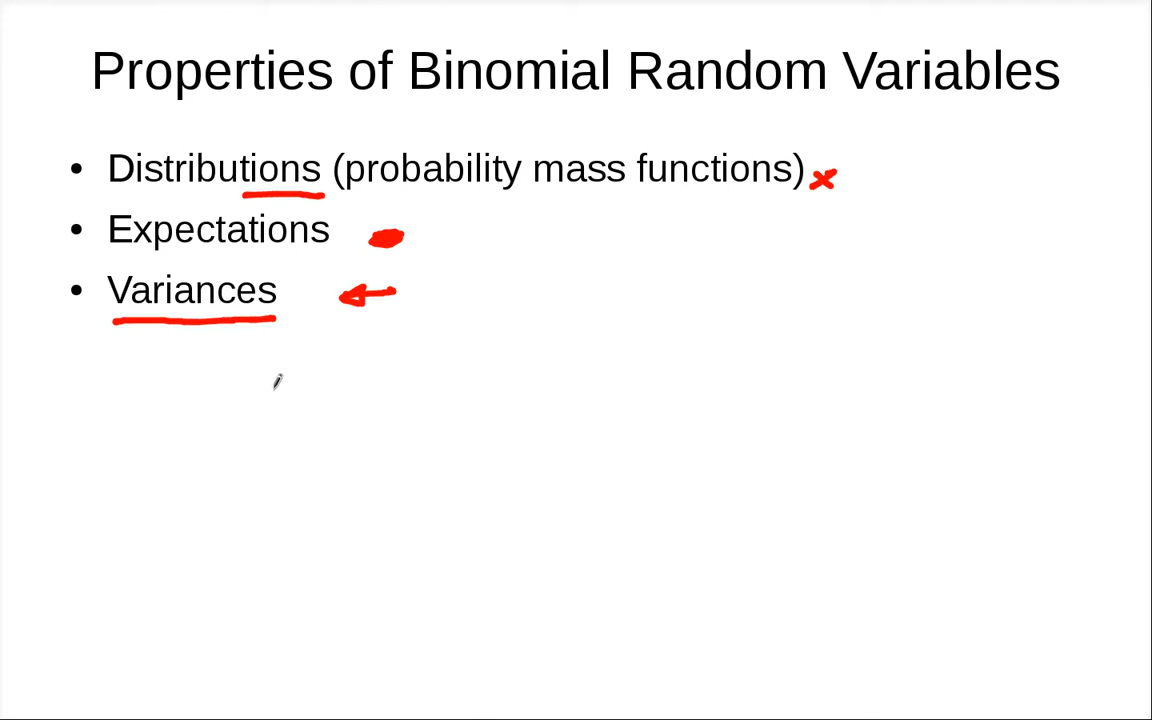 Properties of Binomial Random Variables
• Distributions (probability mass functions)
• Expectations
• Variances